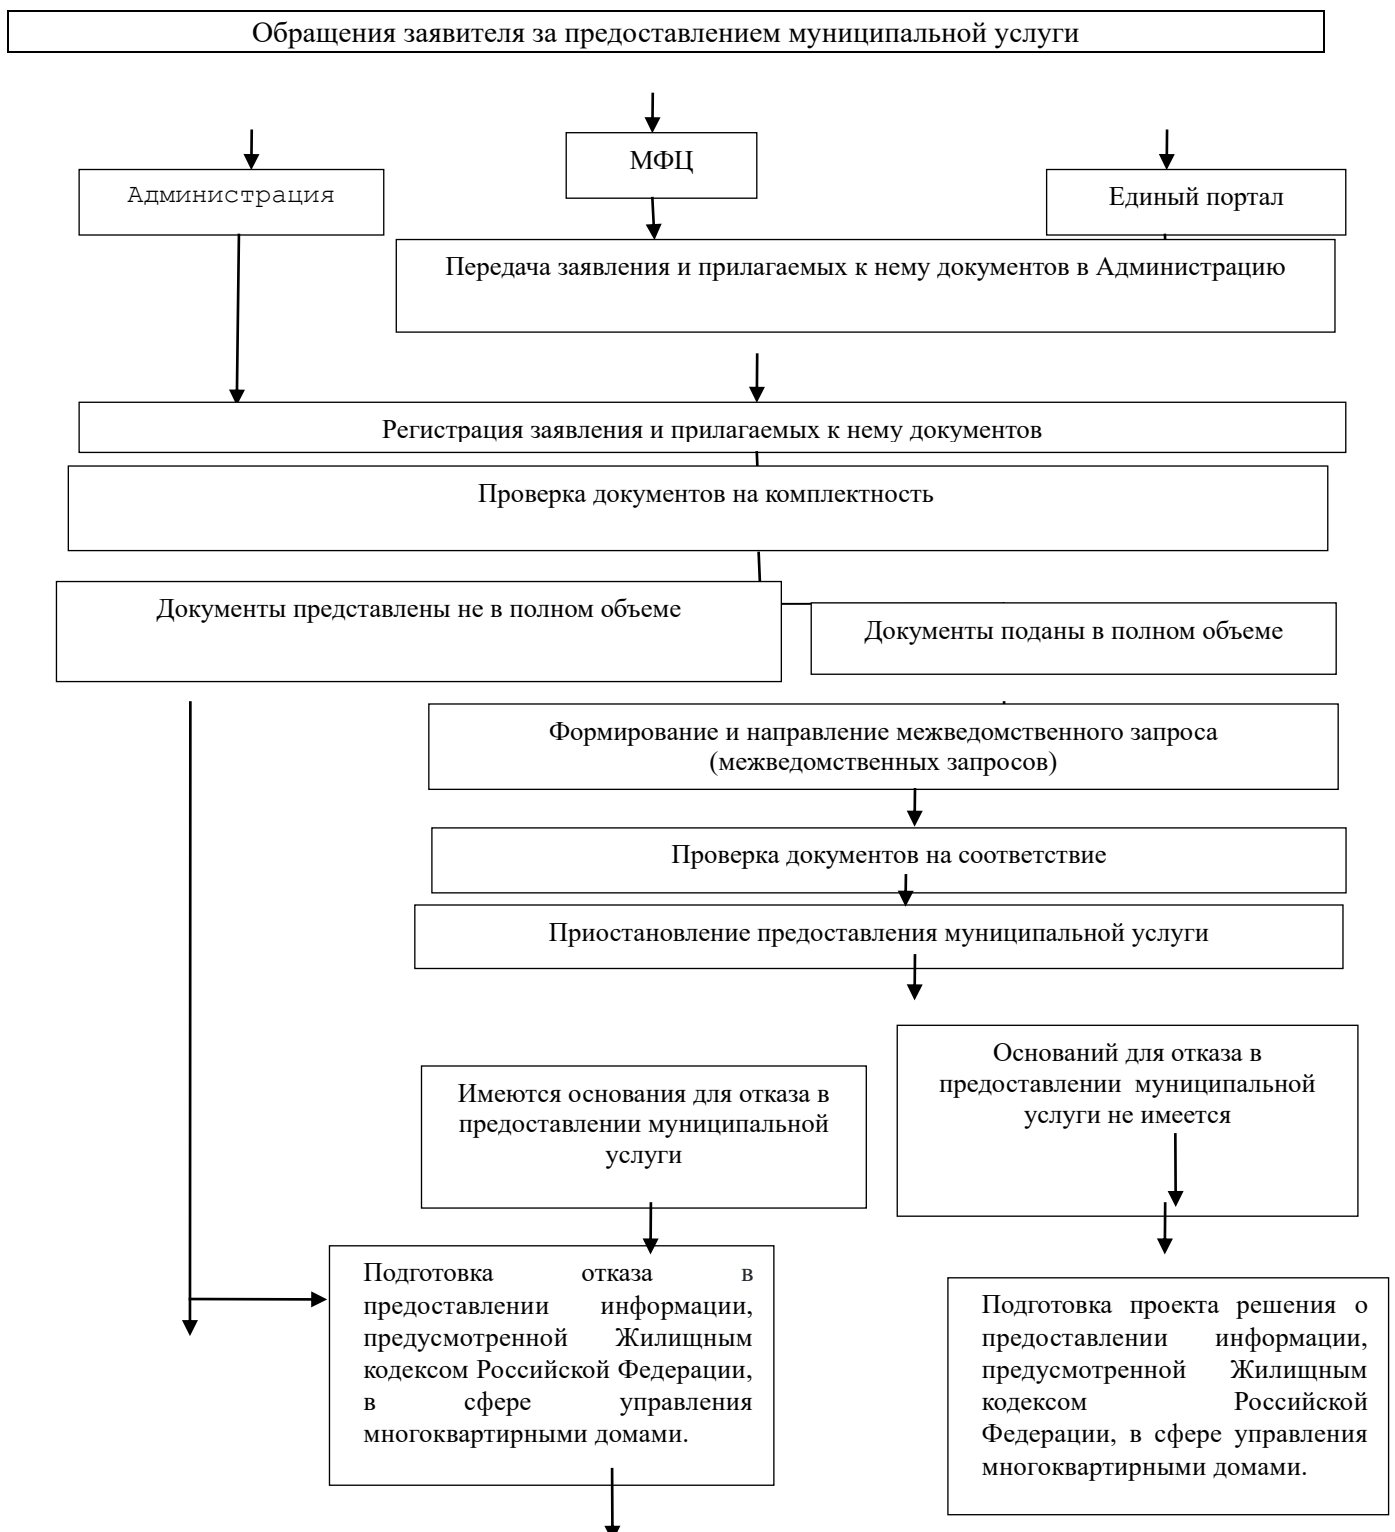 Обращения заявителя за предоставлением муниципальной услуги
МФЦ
Администрация
Единый портал
Передача заявления и прилагаемых к нему документов в Администрацию
Регистрация заявления и прилагаемых к нему документов
Проверка документов на комплектность
Документы представлены не в полном объеме
Документы поданы в полном объеме
Формирование и направление межведомственного запроса
(межведомственных запросов)
Проверка документов на соответствие
Приостановление предоставления муниципальной услуги
Имеются основания для отказа в
предоставлении муниципальной
услуги
Оснований для отказа в
предоставлении муниципальной
услуги не имеется
Подготовка отказа в
предоставлении информации,
предусмотренной Жилищным
кодексом Российской Федерации,
в сфере управления
многоквартирными домами.
Подготовка проекта решения о
предоставлении информации,
предусмотренной Жилищным
кодексом Российской
Федерации, в сфере управления
многоквартирными домами.